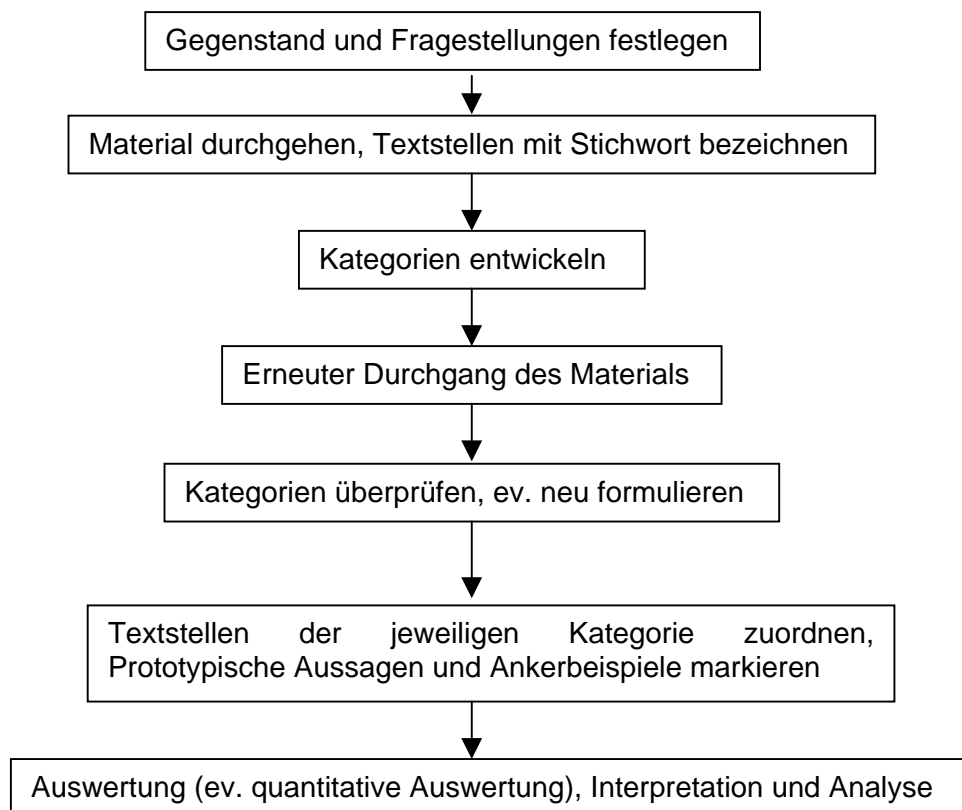 Gegenstand und Fragestellungen festlegen
Material durchgehen, Textstellen mit Stichwort bezeichnen
Kategorien entwickeln
Erneuter Durchgang des Materials
Kategorien überprüfen, ev. neu formulieren
Textstellen der jeweiligen Kategorie zuordnen,
Prototypische Aussagen und Ankerbeispiele markieren
Auswertung (ev. quantitative Auswertung), Interpretation und Analyse